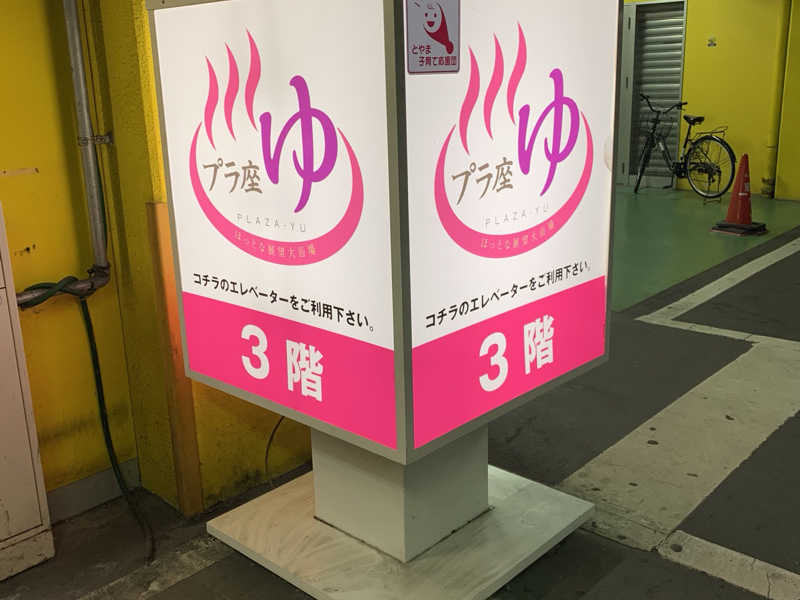 プラ座
ゆ
PLAZA-YU
ほっとな展望大浴場
コチラのエレベーターをご利用下さい。
3階
とやま
子育て応援団
プラ座
ゆ
PLAZA-YU
ほっとな展望大浴場
コチラのエレベーターをご利用下さい。
3階